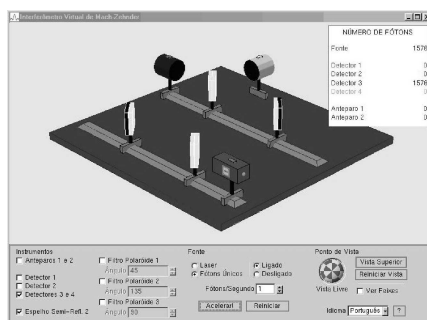 Interferômetro Virtual de Mach-Zehnder
NÚMERO DE FÓTONS
Fonte 1576
Detector 1 0
Detector 2 0
Detector 3 1576
Detector 4 0
Anteparo 1 0
Anteparo 2 0
Instrumentos
Anteparos 1 e 2
Detector 1
Detector 2
Detectores 3 e 4
Espelho Semi-Refl. 2
Filtro Polaróide 1
Ângulo 45
Filtro Polaróide 2
Ângulo 135
Filtro Polaróide 3
Ângulo 90
Fonte
Laser
Fótons Únicos
Ligado
Desligado
Fótons/Segundo 1
Acelerar!
Reiniciar
Ponto de Vista
Vista Livre
Vista Superior
Reiniciar Vista
Ver Feixes
Idioma Português ?